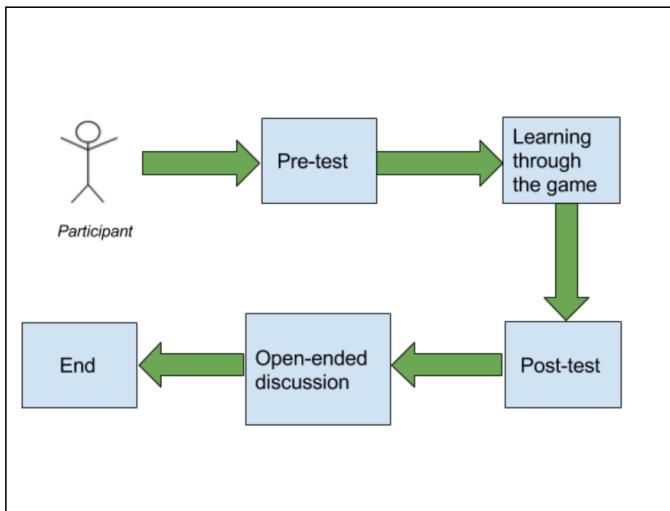 Participant
Pre-test
Learning
through
the game
Post-test
Open-ended
discussion
End